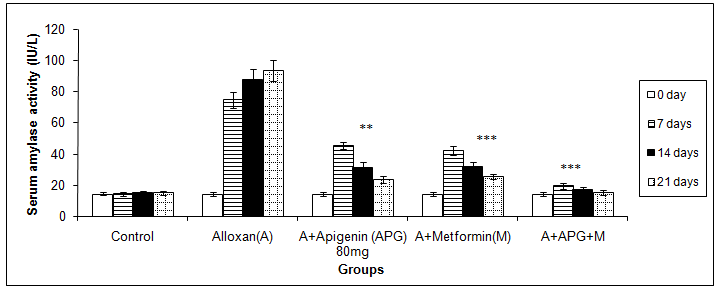 Serum amylase activity (IU/L)
120
100
80
60
40
20
0
**
***
***
Control
Alloxan(A)
A+Apigenin (APG)
80mg
A+Metformin(M)
A+APG+M
Groups
0 day
7 days
14 days
21 days